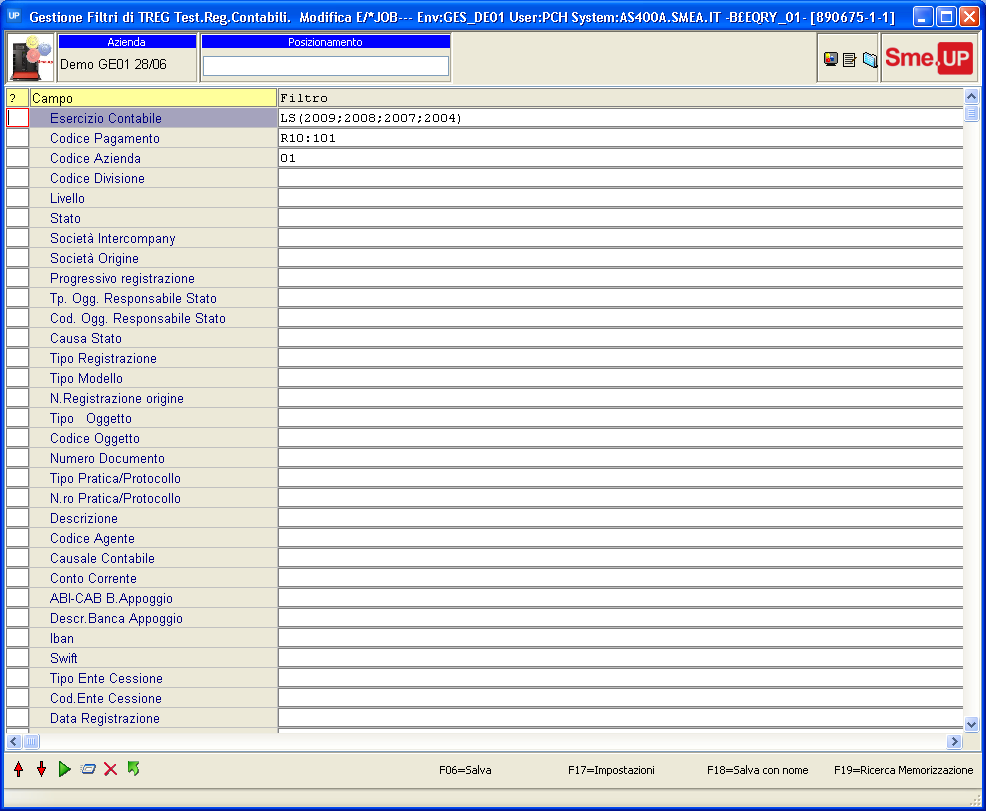 UP Gestione Filtri di TREG Test.Reg.Contabili. Modifica E/*JOB--- Env:GES_DE01 User:PCH System:AS400A.SMEA.IT -B£EQRY_01- [890675-1-1]
Azienda
Demo GE01 28/06
Posizionamento
Sme.UP
? Campo Filtro
Esercizio Contabile LS(2009;2008;2007;2004)
Codice Pagamento R10:101
Codice Azienda 01
Codice Divisione
Livello
Stato
Società Intercompany
Società Origine
Progressivo registrazione
Tp. Ogg. Responsabile Stato
Cod. Ogg. Responsabile Stato
Causa Stato
Tipo Registrazione
Tipo Modello
N.Registrazione origine
Tipo Oggetto
Codice Oggetto
Numero Documento
Tipo Pratica/Protocollo
N.ro Pratica/Protocollo
Descrizione
Codice Agente
Causale Contabile
Conto Corrente
ABI-CAB B.Appoggio
Descr.Banca Appoggio
Iban
Swift
Tipo Ente Cessione
Cod.Ente Cessione
Data Registrazione
F06=Salva F17=Impostazioni F18=Salva con nome F19=Ricerca Memorizzazione